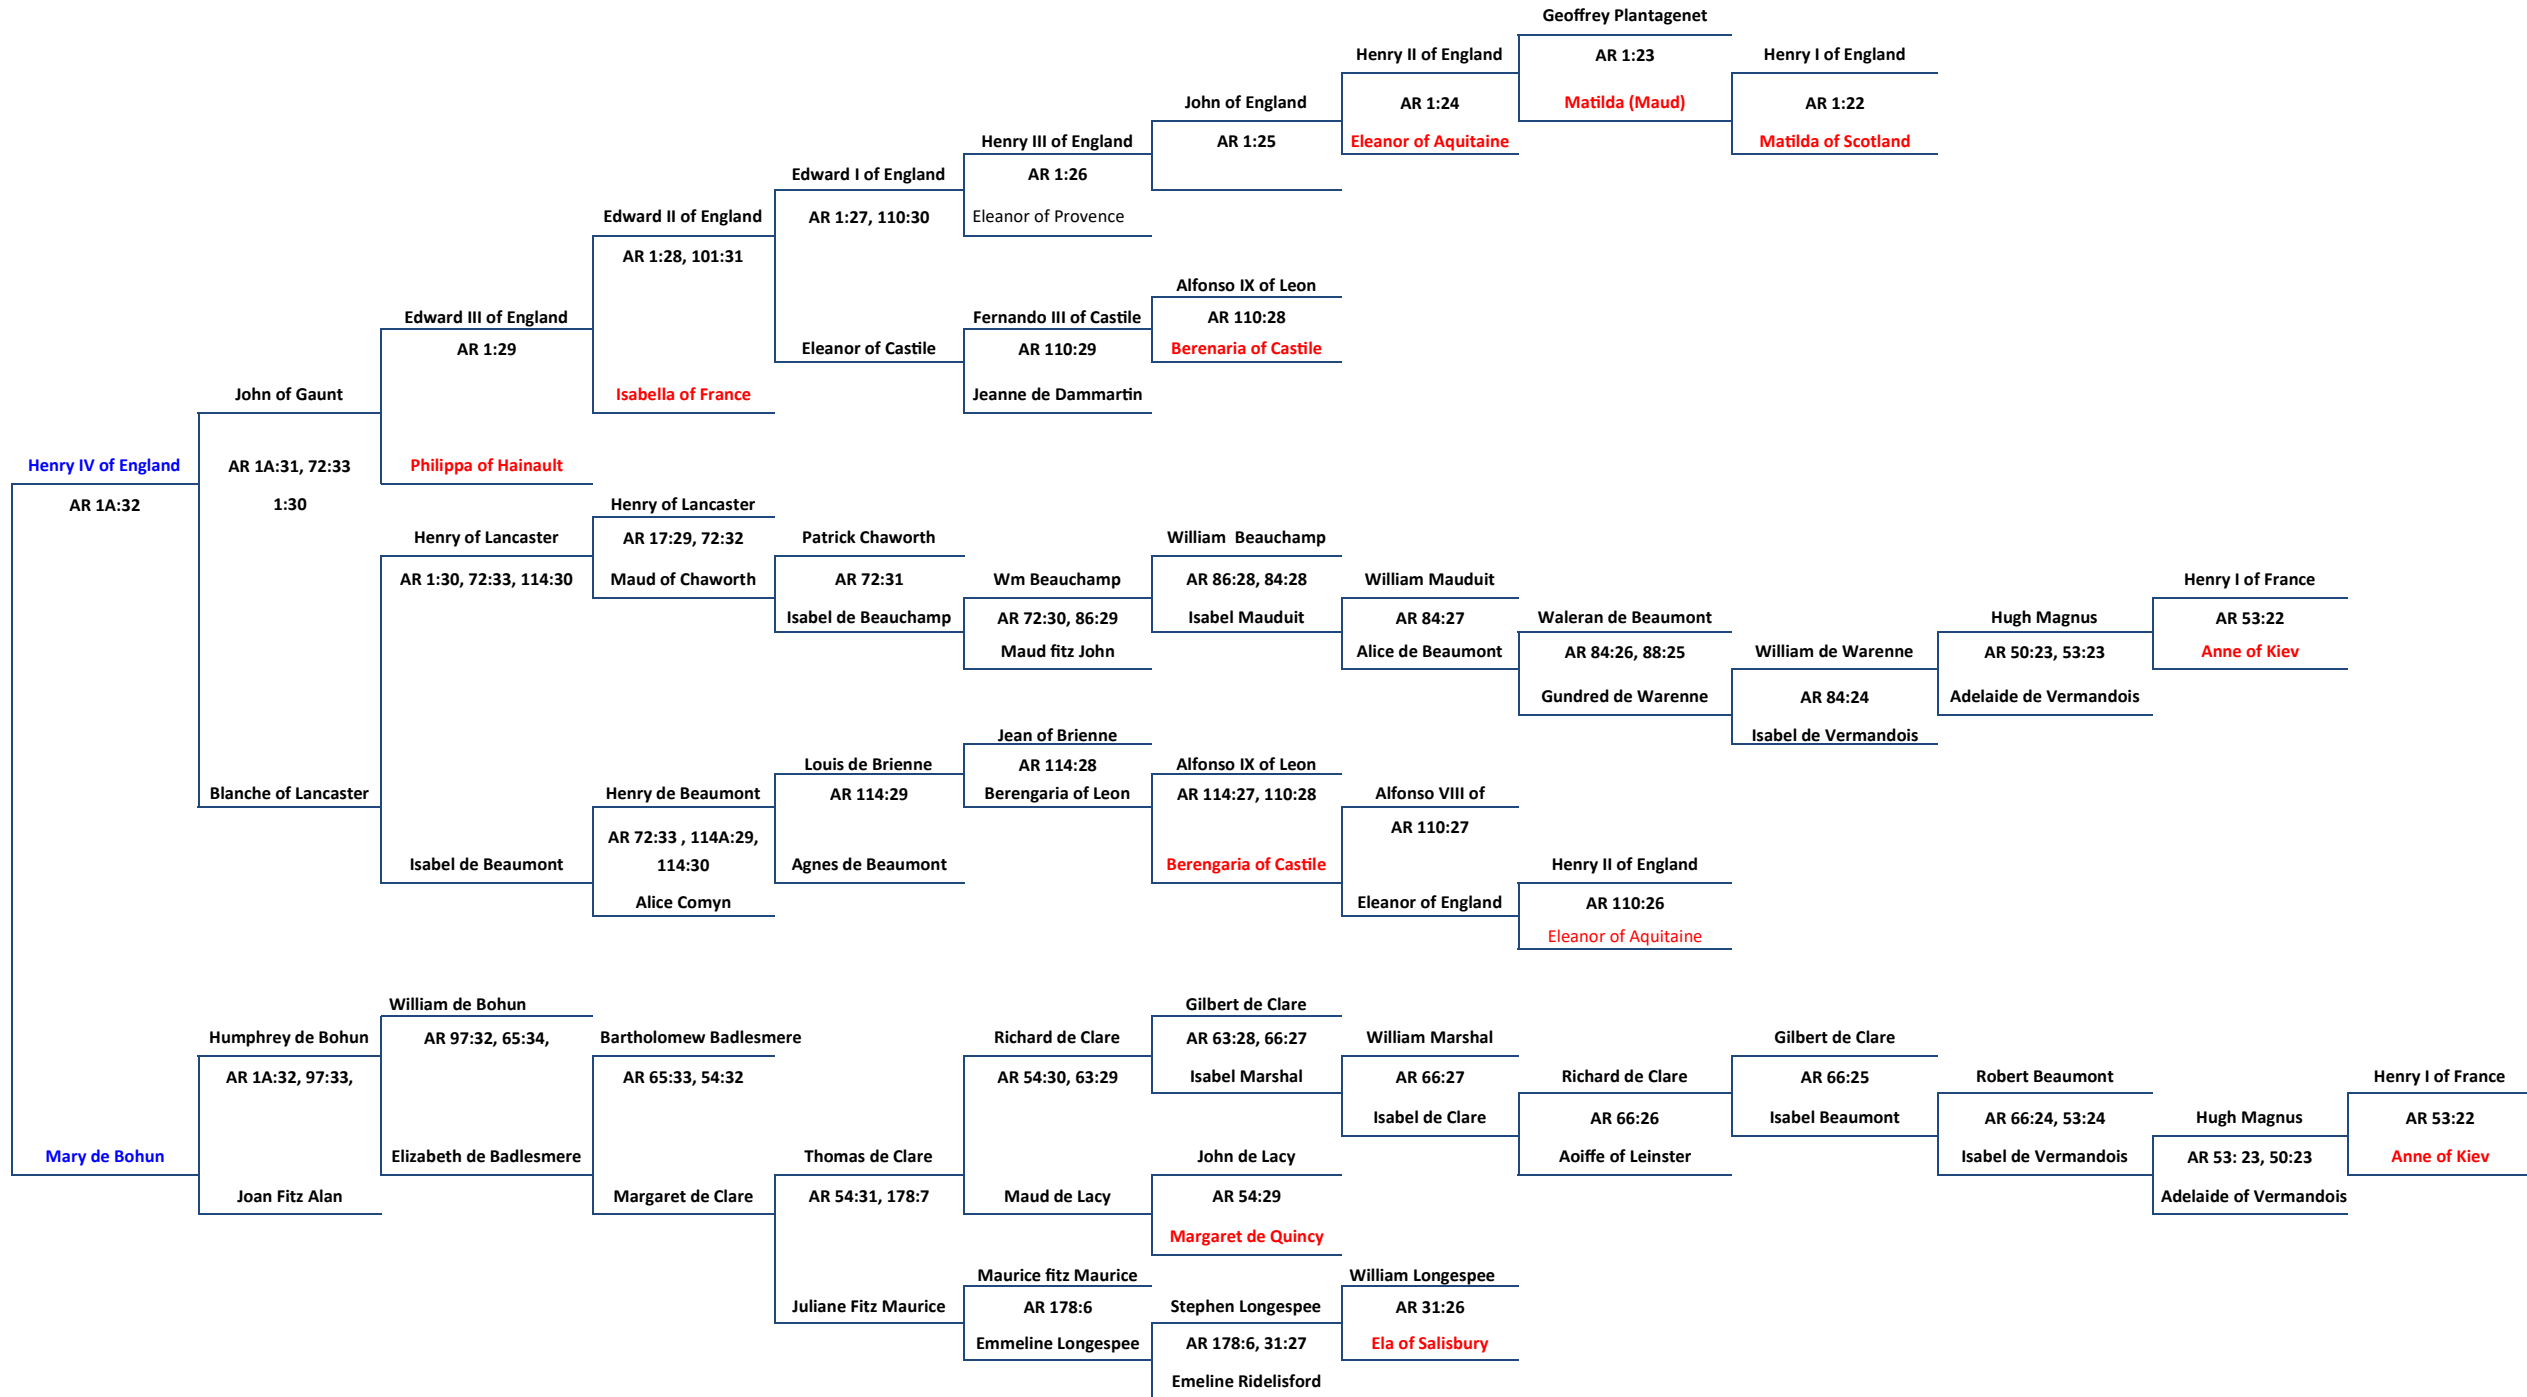 Geoffrey Plantagenet
Henry II of England
AR 1:23
Henry I of England
John of England
AR 1:24
Matilda (Maud)
AR 1:22
Henry III of England
AR 1:25
Eleanor of Aquitaine
Matilda of Scotland
Edward I of England
AR 1:26
Edward II of England
AR 1:27, 110:30
Eleanor of Provence
AR 1:28, 101:31
Alfonso IX of Leon
Edward III of England
Fernando III of Castile
AR 110:28
AR 1:29
Eleanor of Castile
AR 110:29
Berenaria of Castile
John of Gaunt
Isabella of France
Jeanne de Dammartin
Henry IV of England
AR 1A:31, 72:33
Philippa of Hainault
AR 1A:32
1:30
Henry of Lancaster
Henry of Lancaster
AR 17:29, 72:32
Patrick Chaworth
William  Beauchamp
AR 1:30, 72:33, 114:30
Maud of Chaworth
AR 72:31
Wm Beauchamp
AR 86:28, 84:28
William Mauduit
Henry I of France
Isabel de Beauchamp
AR 72:30, 86:29
Isabel Mauduit
AR 84:27
Waleran de Beaumont
Hugh Magnus
AR 53:22
Maud fitz John
Alice de Beaumont
AR 84:26, 88:25
William de Warenne
AR 50:23, 53:23
Anne of Kiev
Gundred de Warenne
AR 84:24
Adelaide de Vermandois
Jean of Brienne
Isabel de Vermandois
Louis de Brienne
AR 114:28
Alfonso IX of Leon
Blanche of Lancaster
Henry de Beaumont
AR 114:29
Berengaria of Leon
AR 114:27, 110:28
Alfonso VIII of
AR 72:33 , 114A:29,
AR 110:27
Isabel de Beaumont
114:30
Agnes de Beaumont
Berengaria of Castile
Henry II of England
Alice Comyn
Eleanor of England
AR 110:26
Eleanor of Aquitaine
William de Bohun
Gilbert de Clare
Humphrey de Bohun
AR 97:32, 65:34,
Bartholomew Badlesmere
Richard de Clare
AR 63:28, 66:27
William Marshal
Gilbert de Clare
AR 1A:32, 97:33,
AR 65:33, 54:32
AR 54:30, 63:29
Isabel Marshal
AR 66:27
Richard de Clare
AR 66:25
Robert Beaumont
Henry I of France
Isabel de Clare
AR 66:26
Isabel Beaumont
AR 66:24, 53:24
Hugh Magnus
AR 53:22
Mary de Bohun
Elizabeth de Badlesmere
Thomas de Clare
John de Lacy
Aoiffe of Leinster
Isabel de Vermandois
AR 53: 23, 50:23
Anne of Kiev
Joan Fitz Alan
Margaret de Clare
AR 54:31, 178:7
Maud de Lacy
AR 54:29
Adelaide of Vermandois
Margaret de Quincy
Maurice fitz Maurice
William Longespee
Juliane Fitz Maurice
AR 178:6
Stephen Longespee
AR 31:26
Emmeline Longespee
AR 178:6, 31:27
Ela of Salisbury
Emeline Ridelisford